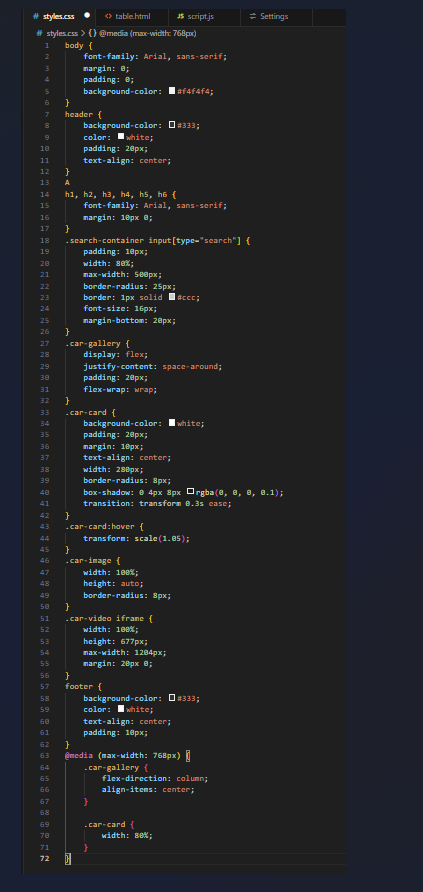 # styles.css ● <> table.html JS script.js Settings
# styles.css > {} @media (max-width: 768px)
1 body {
2 font-family: Arial, sans-serif;
3 margin: 0;
4 padding: 0;
5 background-color: #f4f4f4;
6 }
7 header {
8 background-color: #333;
9 color: white;
10 padding: 20px;
11 text-align: center;
12 }
13 A
14 h1, h2, h3, h4, h5, h6 {
15 font-family: Arial, sans-serif;
16 margin: 10px 0;
17 }
18 .search-container input[type="search"] {
19 padding: 10px;
20 width: 80%;
21 max-width: 500px;
22 border-radius: 25px;
23 border: 1px solid #ccc;
24 font-size: 16px;
25 margin-bottom: 20px;
26 }
27 .car-gallery {
28 display: flex;
29 justify-content: space-around;
30 padding: 20px;
31 flex-wrap: wrap;
32 }
33 .car-card {
34 background-color: white;
35 padding: 20px;
36 margin: 10px;
37 text-align: center;
38 width: 280px;
39 border-radius: 8px;
40 box-shadow: 0 4px 8px rgba(0, 0, 0, 0.1);
41 transition: transform 0.3s ease;
42 }
43 .car-card:hover {
44 transform: scale(1.05);
45 }
46 .car-image {
47 width: 100%;
48 height: auto;
49 border-radius: 8px;
50 }
51 .car-video iframe {
52 width: 100%;
53 height: 677px;
54 max-width: 1204px;
55 margin: 20px 0;
56 }
57 footer {
58 background-color: #333;
59 color: white;
60 text-align: center;
61 padding: 10px;
62 }
63 @media (max-width: 768px) {
64 .car-gallery {
65 flex-direction: column;
66 align-items: center;
67 }
68
69 .car-card {
70 width: 80%;
71 }
72 }